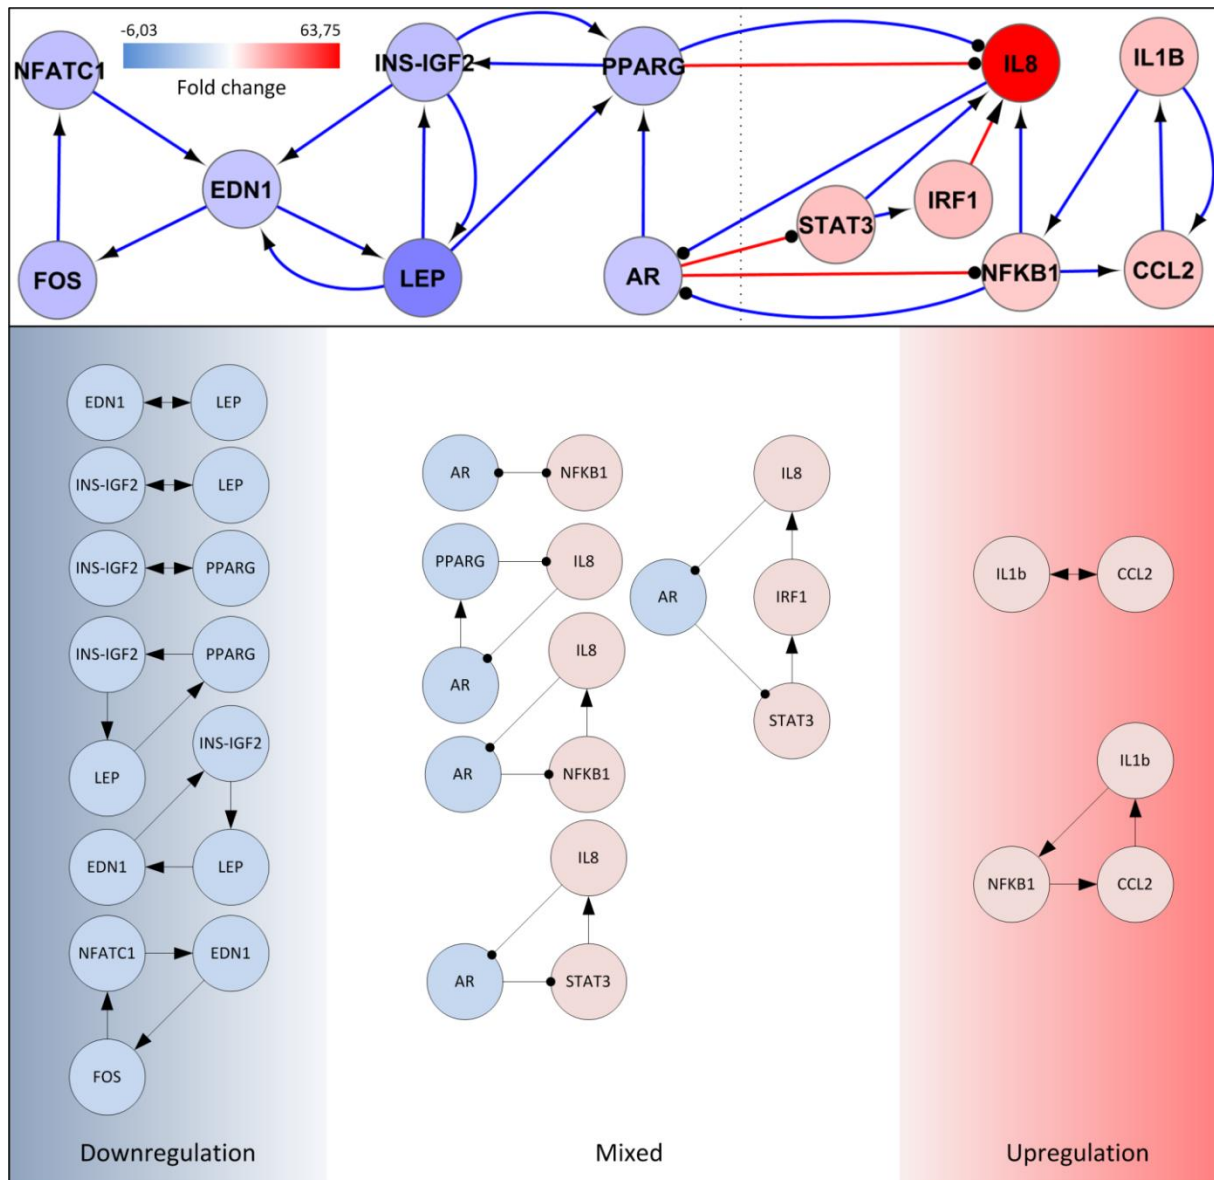 -6,03 63,75
Fold change
NFATC1
INS-IGF2
PPARG
IL8
IL1B
EDN1
STAT3
IRF1
FOS
LEP
AR
NFKB1
CCL2
EDN1
LEP
INS-IGF2
LEP
INS-IGF2
PPARG
INS-IGF2
PPARG
LEP
INS-IGF2
EDN1
LEP
NFATC1
EDN1
FOS
Downregulation
AR
NFKB1
PPARG
IL8
AR
IL8
AR
NFKB1
IL8
AR
STAT3
IL8
AR
IRF1
STAT3
Mixed
IL1b
CCL2
IL1b
NFKB1
CCL2
Upregulation